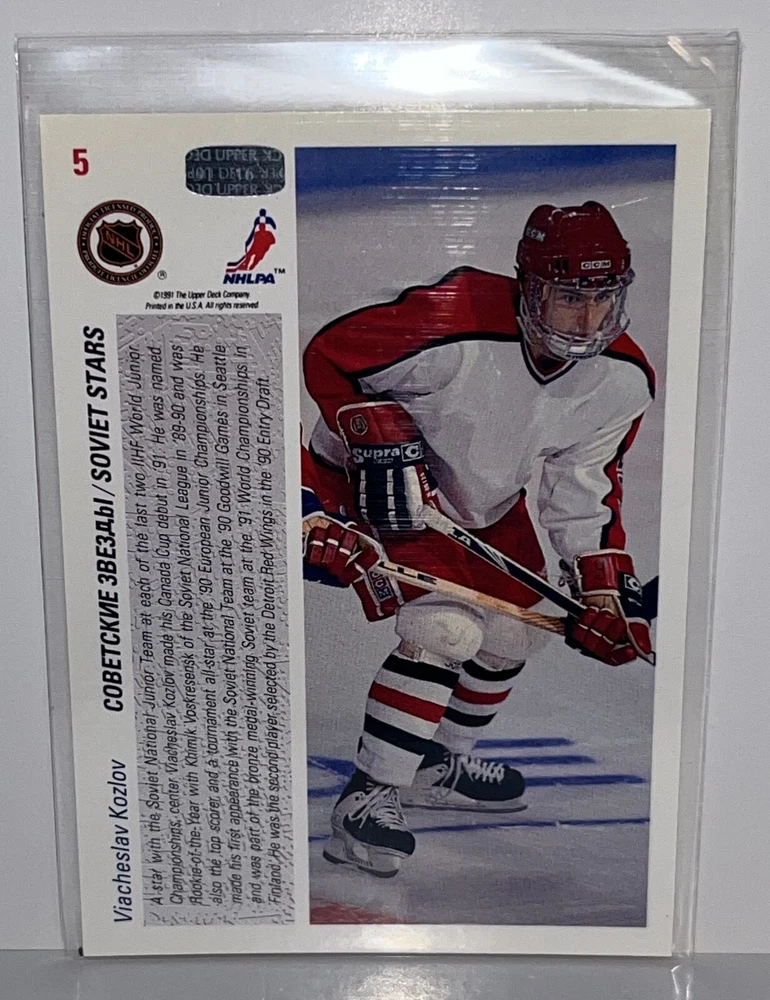 5
UPPER DECK
NHL
NHLPA™
®
©1991 The Upper Deck Company
Printed in the U.S.A. All rights reserved.
Viacheslav Kozlov
СОВЕТСКИЕ ЗВЕЗДЫ / SOVIET STARS
A star with the Soviet National Junior Team at each of the last two IIHF World Junior
Championships, center Viacheslav Kozlov made his Canada Cup debut in '91. He was named
Rookie-of-the-Year with Khimik Voskresensk of the Soviet National League in '89-90 and was
also the top scorer and a tournament all-star at the '90 European Junior Championships. He
made his first appearance with the Soviet National Team at the '90 Goodwill Games in Seattle
and was part of the bronze medal-winning Soviet team at the '91 World Championships in
Finland. He was the second player selected by the Detroit Red Wings in the '90 Entry Draft.
CCM
CCM
Supra